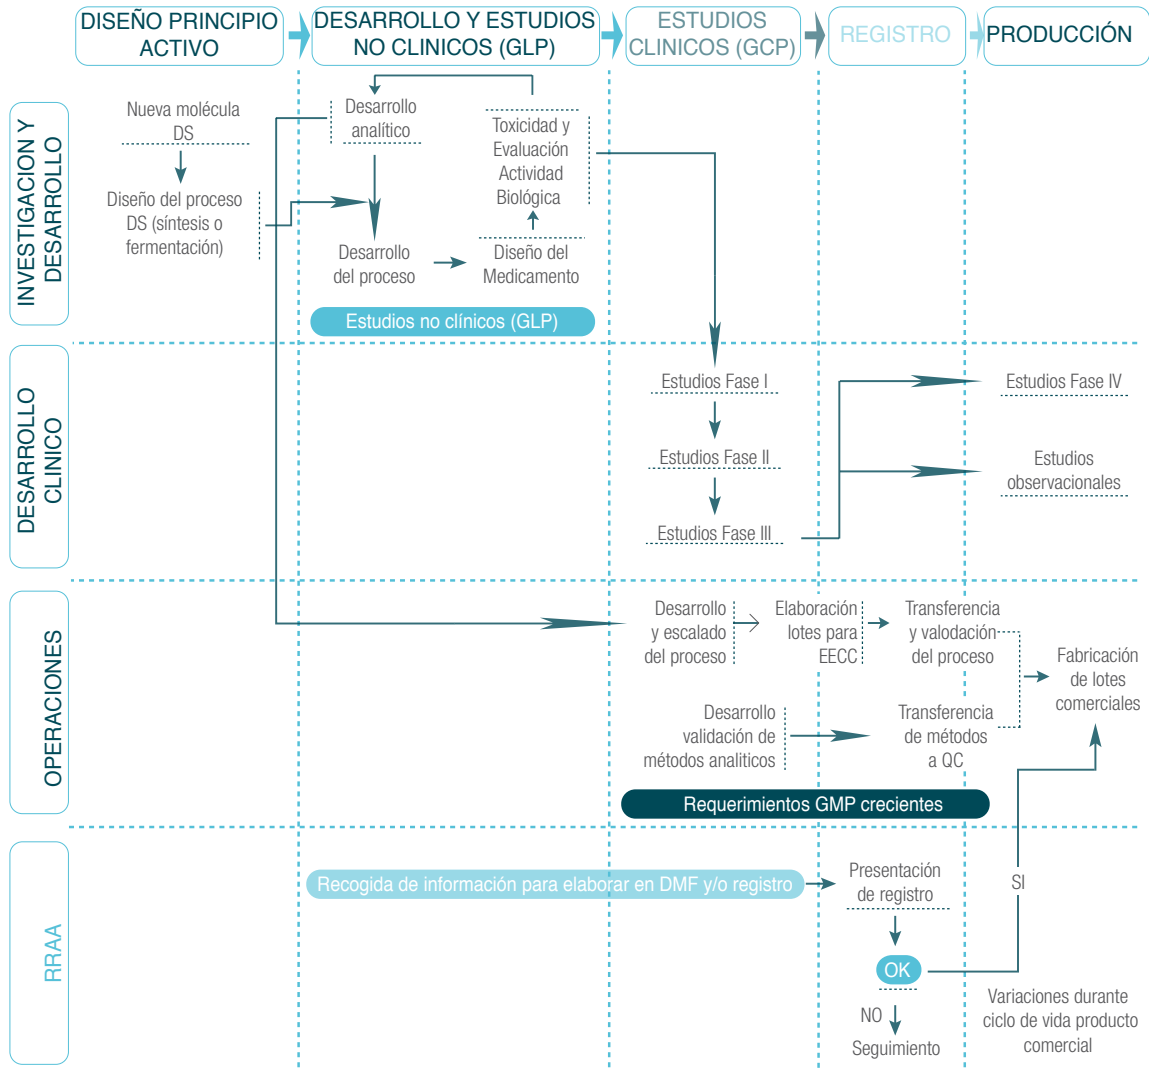 DISEÑO PRINCIPIO
ACTIVO
DESARROLLO Y ESTUDIOS
NO CLINICOS (GLP)
ESTUDIOS
CLINICOS (GCP)
REGISTRO
PRODUCCIÓN
INVESTIGACION Y
DESARROLLO
Nueva molécula
DS
Diseño del proceso
DS (síntesis o
fermentación)
Desarrollo
analítico
Desarrollo
del proceso
Toxicidad y
Evaluación
Actividad
Biológica
Diseño del
Medicamento
Estudios no clínicos (GLP)
DESARROLLO
CLINICO
Estudios Fase I
Estudios Fase II
Estudios Fase III
Estudios Fase IV
Estudios
observacionales
OPERACIONES
Desarrollo
y escalado
del proceso
Elaboración
lotes para
EECC
Transferencia
y valodación
del proceso
Fabricación
de lotes
comerciales
Desarrollo
validación de
métodos analiticos
Transferencia
de métodos
a QC
Requerimientos GMP crecientes
RRAA
Recogida de información para elaborar en DMF y/o registro
Presentación
de registro
SI
OK
NO
Seguimiento
Variaciones durante
ciclo de vida producto
comercial